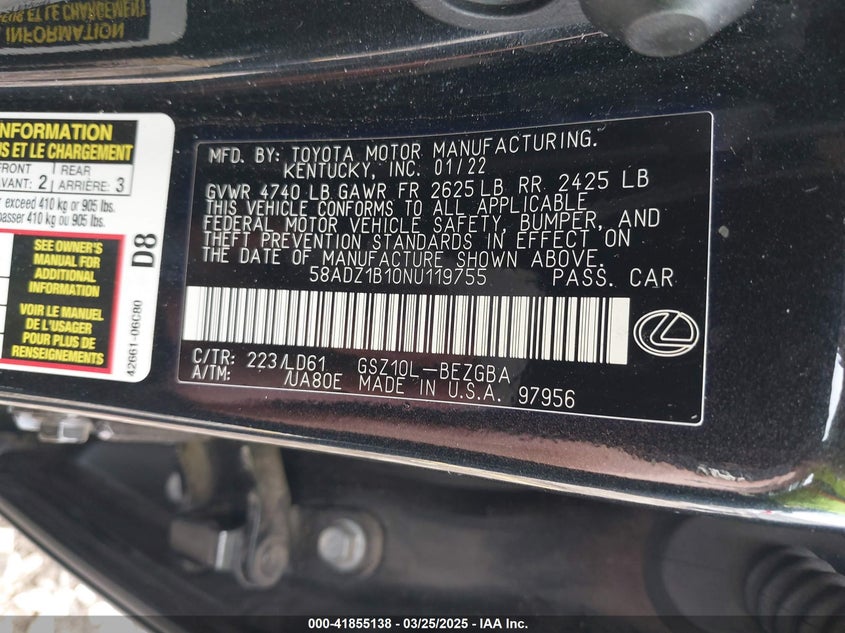 INFORMATION
US ET LE CHARGEMENT
FRONT
AVANT: 2
REAR
ARRIÈRE: 3
r exceed 410 kg or 905 lbs.
passer 410 kg ou 905 lbs.
SEE OWNER'S
MANUAL FOR
ADDITIONAL
INFORMATION
VOIR LE MANUEL
DE L'USAGER
POUR PLUS DE
RENSEIGNEMENTS
D8
42661-06C80
MFD. BY: TOYOTA MOTOR MANUFACTURING.
KENTUCKY, INC. 01/22
GVWR 4740 LB GAWR FR 2625 LB RR 2425 LB
THIS VEHICLE CONFORMS TO ALL APPLICABLE
FEDERAL MOTOR VEHICLE SAFETY, BUMPER, AND
THEFT PREVENTION STANDARDS IN EFFECT ON
THE DATE OF MANUFACTURE SHOWN ABOVE.
58ADZ1B10NU119755 PASS. CAR
C/TR: 223/LD61 GSZ10L-BEZGBA
A/TM: /UA80E MADE IN U.S.A. 97956
000-41855138 - 03/25/2025 - IAA Inc.